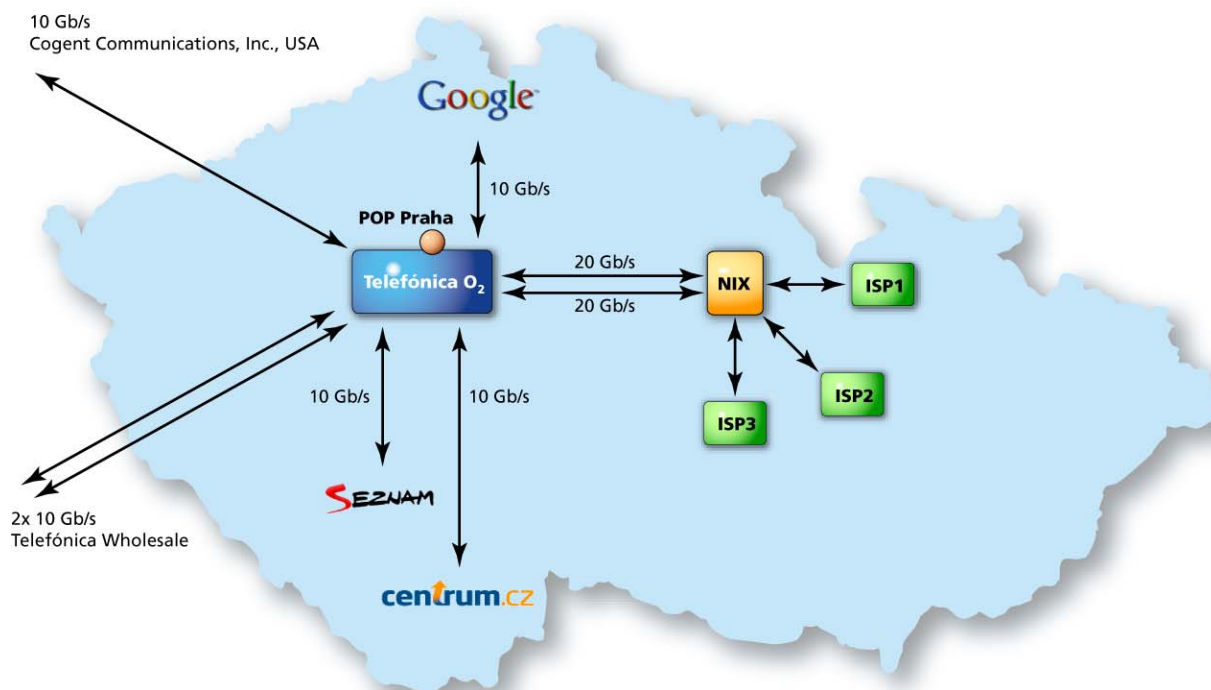 10 Gb/s
Cogent Communications, Inc., USA
Google™
10 Gb/s
POP Praha
Telefónica O₂
20 Gb/s
20 Gb/s
NIX
ISP1
ISP2
ISP3
10 Gb/s
10 Gb/s
SEZNAM
2x 10 Gb/s
Telefónica Wholesale
centrum.cz